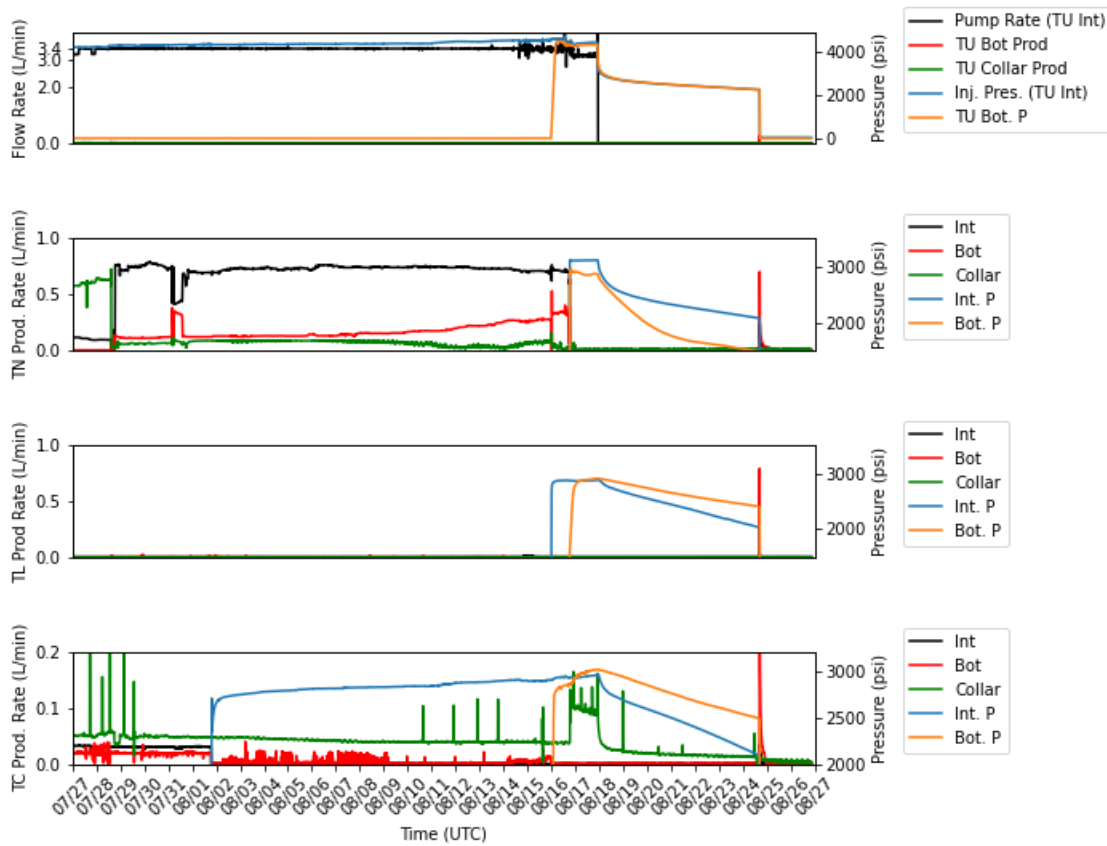 Flow Rate (L/min)
3.4
3.0
2.0
0.0
4000
2000
0
Pressure (psi)
Pump Rate (TU Int)
TU Bot Prod
TU Collar Prod
Inj. Pres. (TU Int)
TU Bot. P
TN Prod. Rate (L/min)
1.0
0.5
0.0
3000
2000
Pressure (psi)
Int
Bot
Collar
Int. P
Bot. P
TL Prod Rate (L/min)
1.0
0.5
0.0
3000
2000
Pressure (psi)
Int
Bot
Collar
Int. P
Bot. P
TC Prod. Rate (L/min)
0.2
0.1
0.0
3000
2500
2000
Pressure (psi)
Int
Bot
Collar
Int. P
Bot. P
07/27
07/28
07/29
07/30
07/31
08/01
08/02
08/03
08/04
08/05
08/06
08/07
08/08
08/09
08/10
08/11
08/12
08/13
08/14
08/15
08/16
08/17
08/18
08/19
08/20
08/21
08/22
08/23
08/24
08/25
08/26
08/27
Time (UTC)